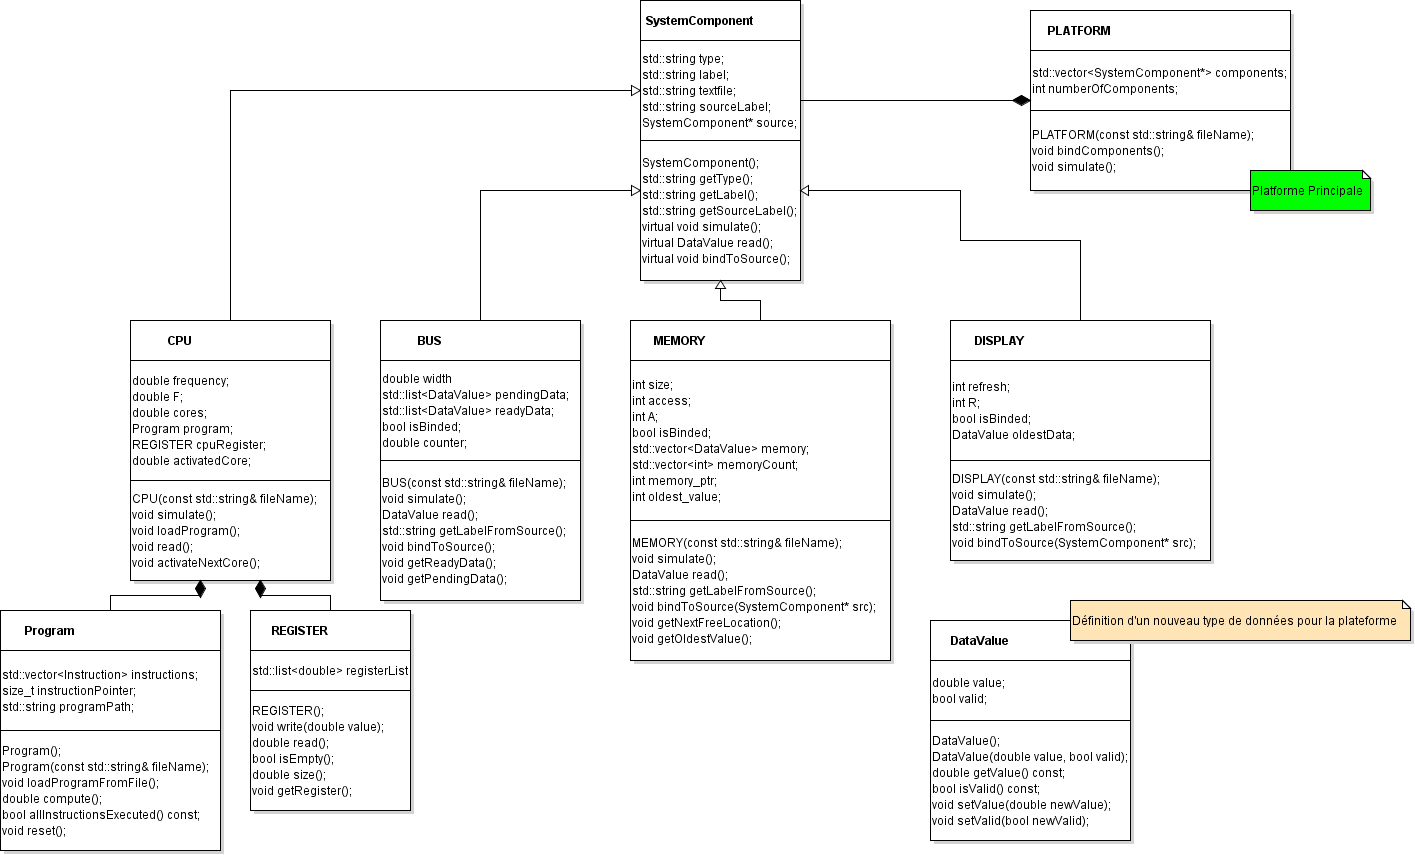 SystemComponent
std::string type;
std::string label;
std::string textfile;
std::string sourceLabel;
SystemComponent* source;
SystemComponent();
std::string getType();
std::string getLabel();
std::string getSourceLabel();
virtual void simulate();
virtual DataValue read();
virtual void bindToSource();
PLATFORM
std::vector<SystemComponent*> components;
int numberOfComponents;
PLATFORM(const std::string& fileName);
void bindComponents();
void simulate();
Platforme Principale
CPU
double frequency;
double F;
double cores;
Program program;
REGISTER cpuRegister;
double activatedCore;
CPU(const std::string& fileName);
void simulate();
void loadProgram();
void read();
void activateNextCore();
BUS
double width
std::list<DataValue> pendingData;
std::list<DataValue> readyData;
bool isBinded;
double counter;
BUS(const std::string& fileName);
void simulate();
DataValue read();
std::string getLabelFromSource();
void bindToSource();
void getReadyData();
void getPendingData();
MEMORY
int size;
int access;
int A;
bool isBinded;
std::vector<DataValue> memory;
std::vector<int> memoryCount;
int memory_ptr;
int oldest_value;
MEMORY(const std::string& fileName);
void simulate();
DataValue read();
std::string getLabelFromSource();
void bindToSource(SystemComponent* src);
void getNextFreeLocation();
void getOldestValue();
DISPLAY
int refresh;
int R;
bool isBinded;
DataValue oldestData;
DISPLAY(const std::string& fileName);
void simulate();
DataValue read();
std::string getLabelFromSource();
void bindToSource(SystemComponent* src);
Program
std::vector<Instruction> instructions;
size_t instructionPointer;
std::string programPath;
Program();
Program(const std::string& fileName);
void loadProgramFromFile();
double compute();
bool allInstructionsExecuted() const;
void reset();
REGISTER
std::list<double> registerList
REGISTER();
void write(double value);
double read();
bool isEmpty();
double size();
void getRegister();
Définition d'un nouveau type de données pour la plateforme
DataValue
double value;
bool valid;
DataValue();
DataValue(double value, bool valid);
double getValue() const;
bool isValid() const;
void setValue(double newValue);
void setValid(bool newValid);